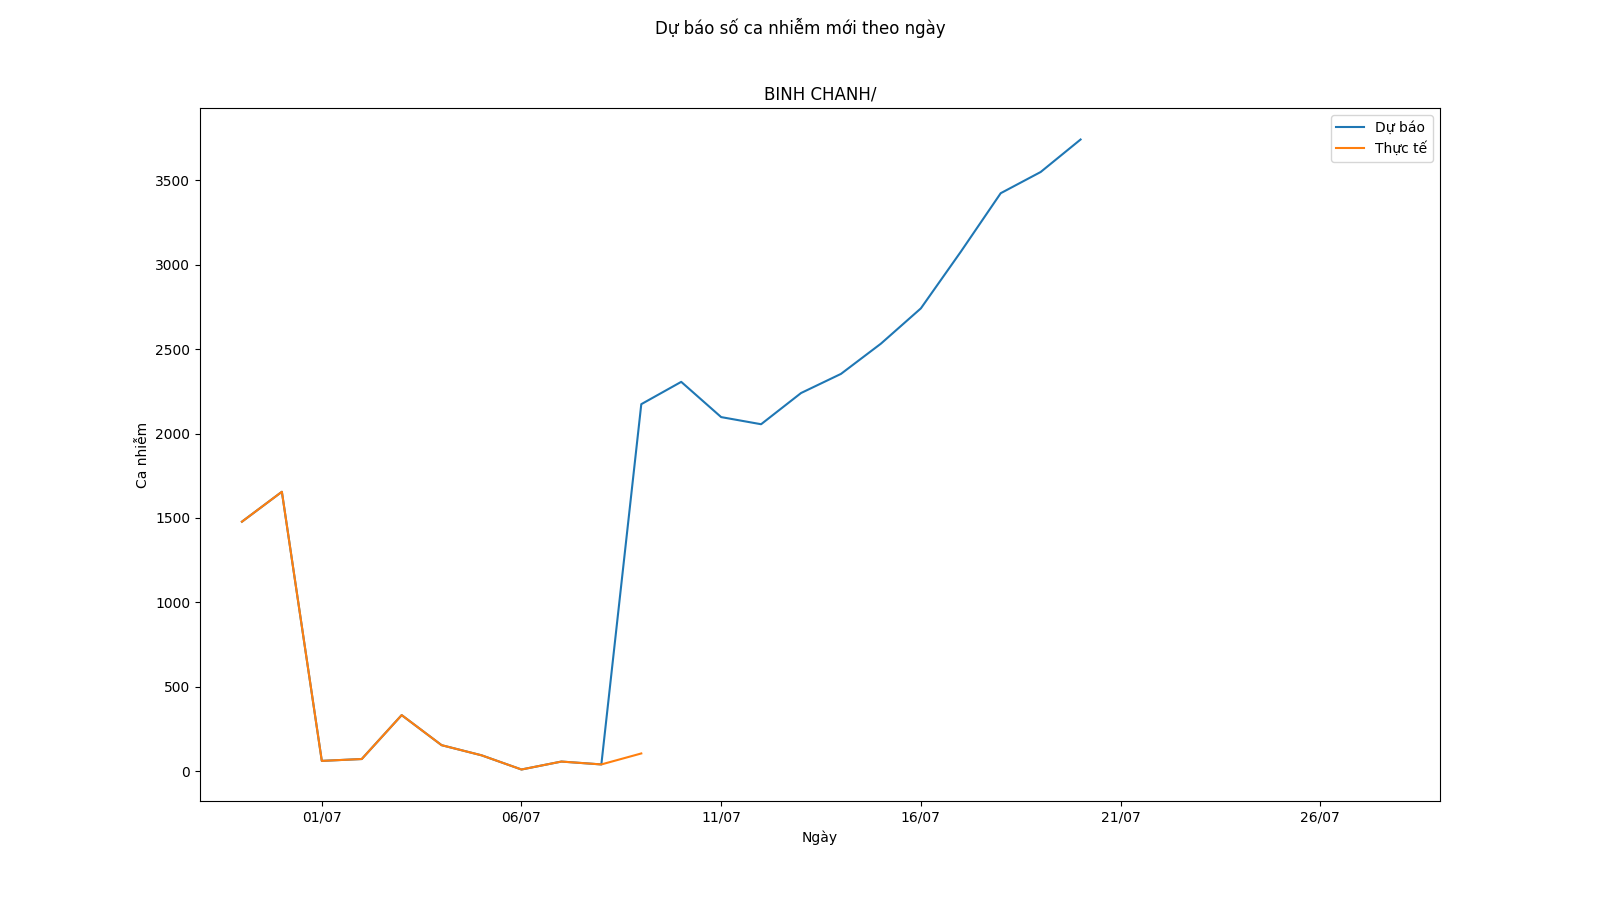 Dự báo số ca nhiễm mới theo ngày
BINH CHANH/
Dự báo
Thực tế
3500
3000
2500
2000
1500
1000
500
0
Ca nhiễm
01/07
06/07
11/07
16/07
21/07
26/07
Ngày